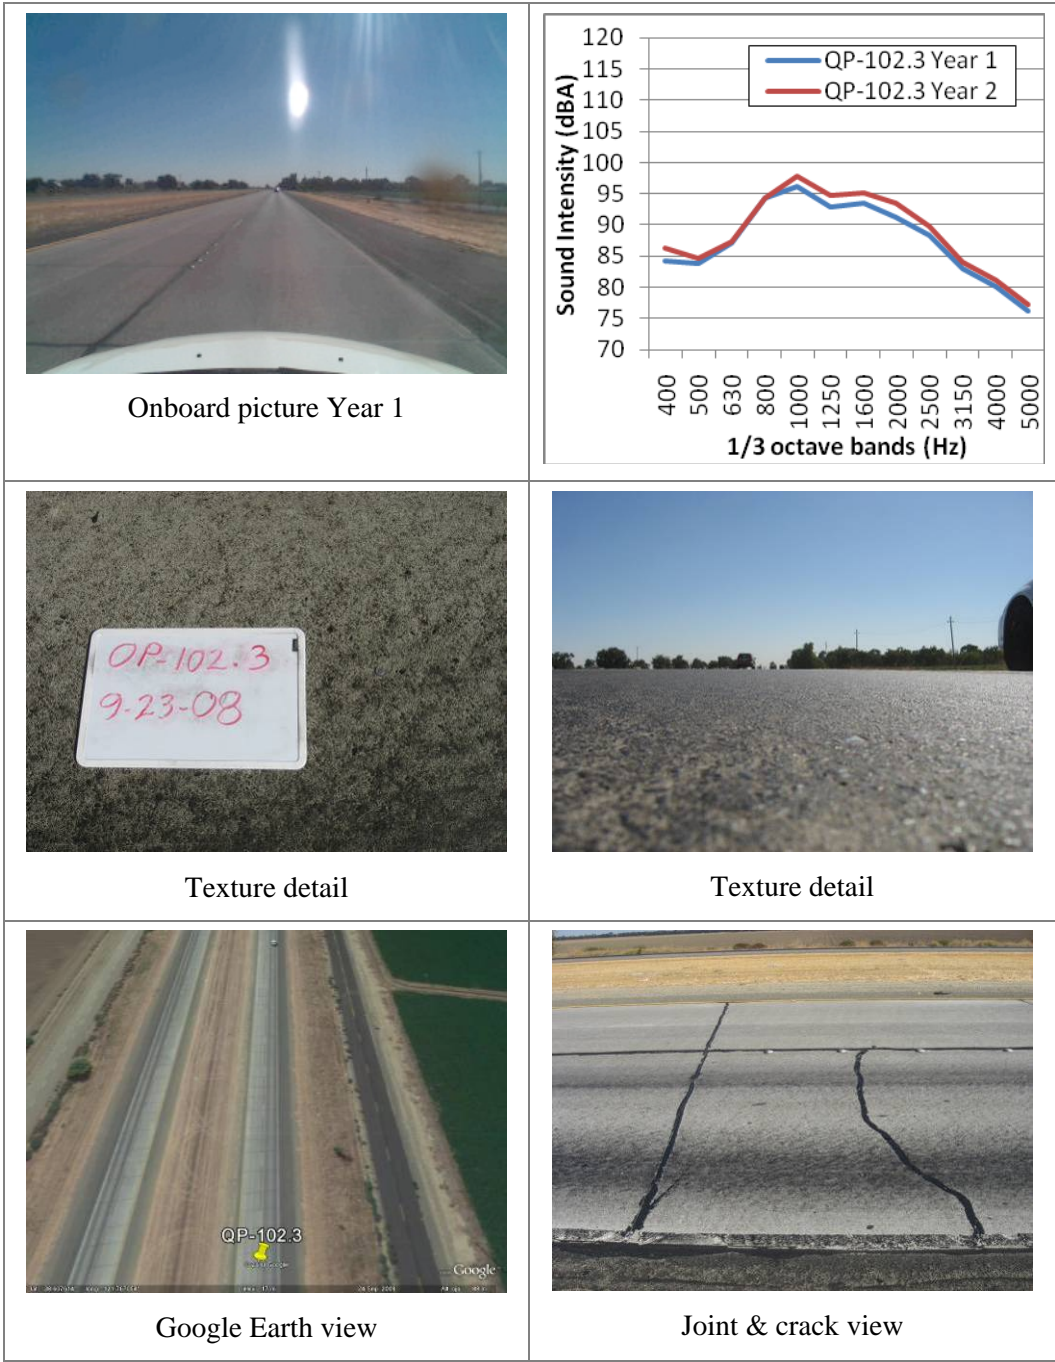 Onboard picture Year 1
120
115
110
105
100
95
90
85
80
75
70
Sound Intensity (dBA)
QP-102.3 Year 1
QP-102.3 Year 2
400
500
630
800
1000
1250
1600
2000
2500
3150
4000
5000
1/3 octave bands (Hz)
QP-102.3
9-23-08
Texture detail
Texture detail
QP-102.3
Google
Google Earth view
Joint & crack view